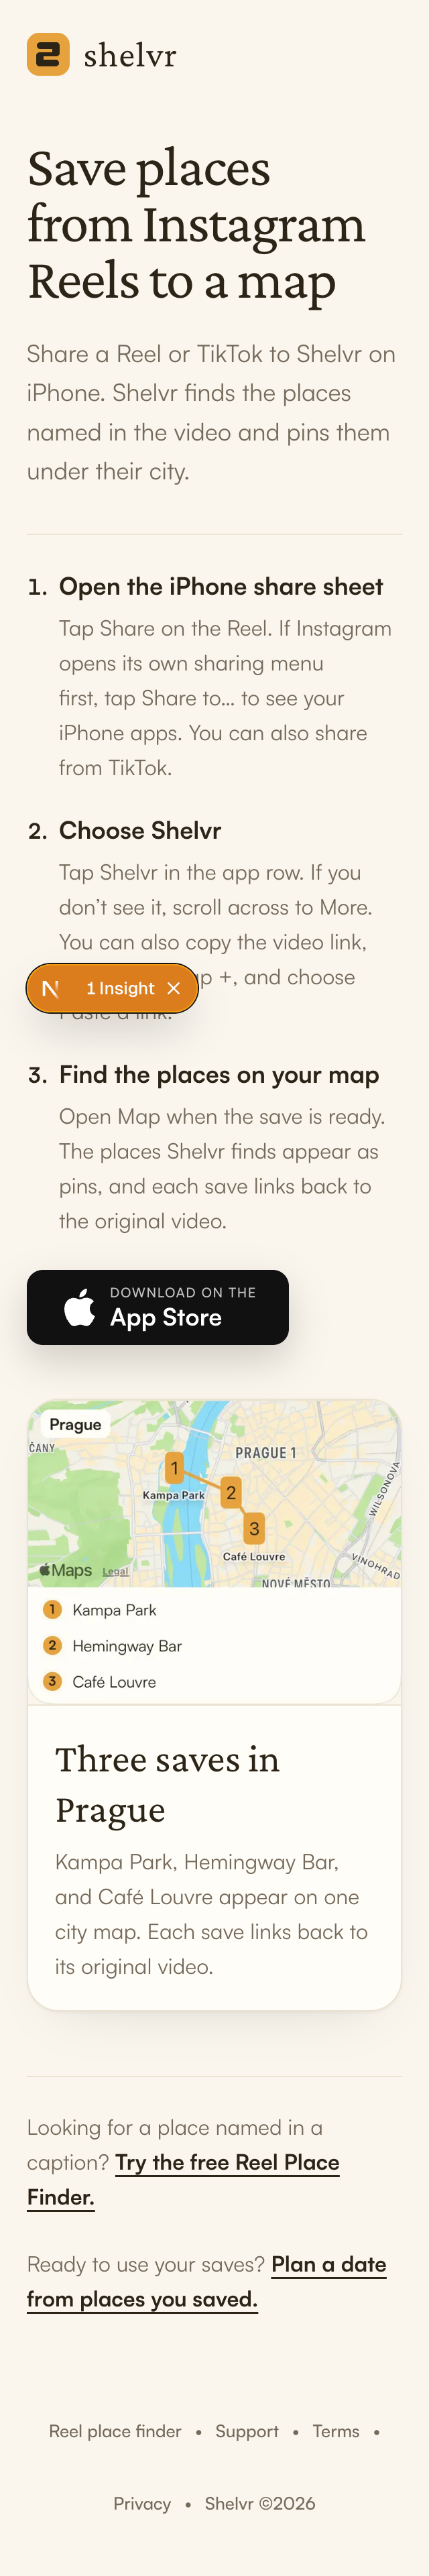 shelvr
Save places
from Instagram
Reels to a map
Share a Reel or TikTok to Shelvr on
iPhone. Shelvr finds the places
named in the video and pins them
under their city.
1. Open the iPhone share sheet
Tap Share on the Reel. If Instagram
opens its own sharing menu
first, tap Share to… to see your
iPhone apps. You can also share
from TikTok.
2. Choose Shelvr
Tap Shelvr in the app row. If you
don’t see it, scroll across to More.
You can also copy the video link,
+, and choose
N 1 Insight ×
link.
3. Find the places on your map
Open Map when the save is ready.
The places Shelvr finds appear as
pins, and each save links back to
the original video.
DOWNLOAD ON THE
App Store
Prague
ČANY
PRAGUE 1
1
Kampa Park
2
3
Café Louvre
WILSONOVA
VINOHRAD
NOVÉ MĚSTO
Maps Legal
1 Kampa Park
2 Hemingway Bar
3 Café Louvre
Three saves in
Prague
Kampa Park, Hemingway Bar,
and Café Louvre appear on one
city map. Each save links back to
its original video.
Looking for a place named in a
caption? Try the free Reel Place
Finder.
Ready to use your saves? Plan a date
from places you saved.
Reel place finder • Support • Terms •
Privacy • Shelvr ©2026